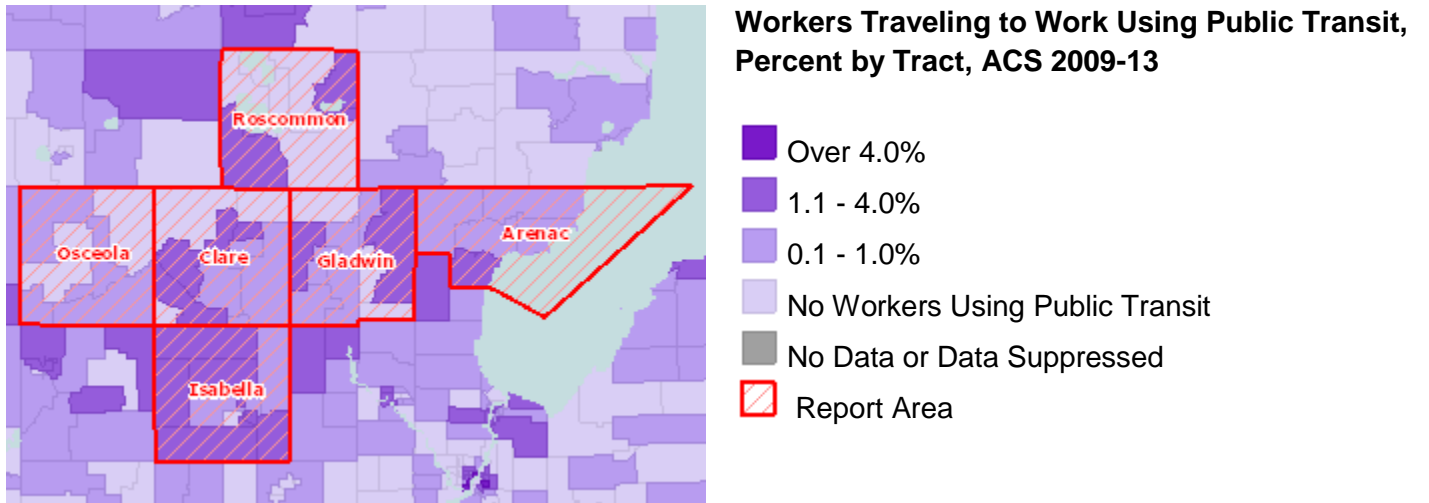 Workers Traveling to Work Using Public Transit,
Percent by Tract, ACS 2009-13
Over 4.0%
1.1 - 4.0%
0.1 - 1.0%
No Workers Using Public Transit
No Data or Data Suppressed
Report Area
Roscommon
Osceola
Clare
Gladwin
Arenac
Isabella